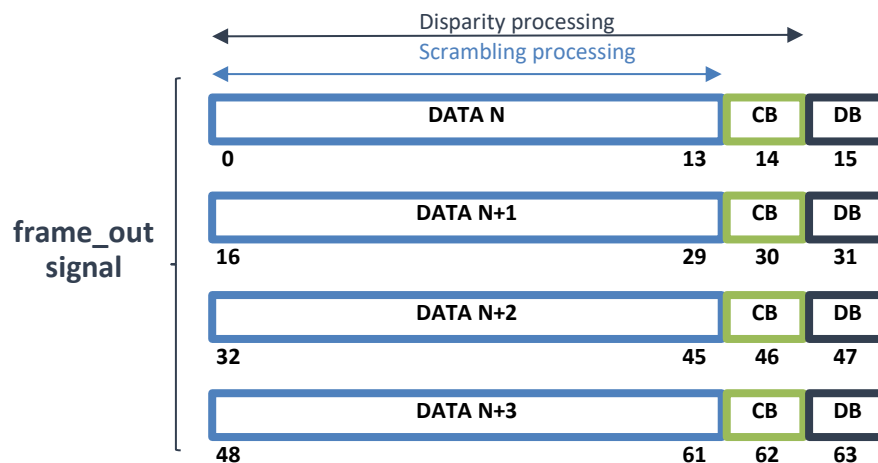 Disparity processing
Scrambling processing
DATA N CB DB
0 13 14 15
DATA N+1 CB DB
16 29 30 31
frame_out
signal
DATA N+2 CB DB
32 45 46 47
DATA N+3 CB DB
48 61 62 63